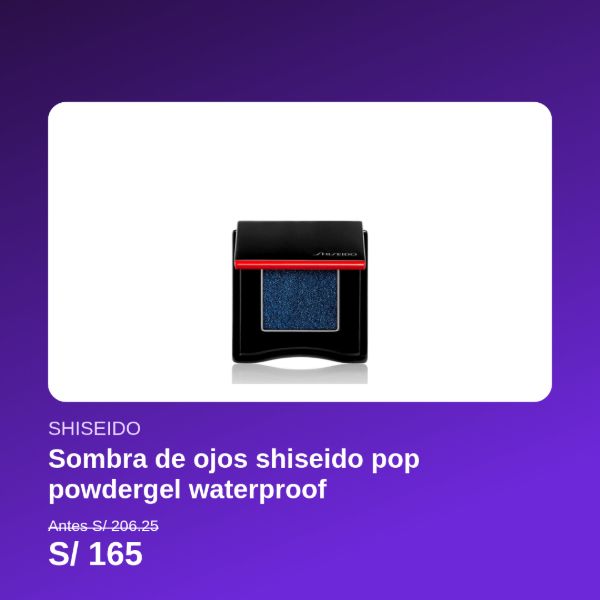 SHISEIDO
SHISEIDO
Sombra de ojos shiseido pop
powdergel waterproof
Antes S/ 206.25
S/ 165